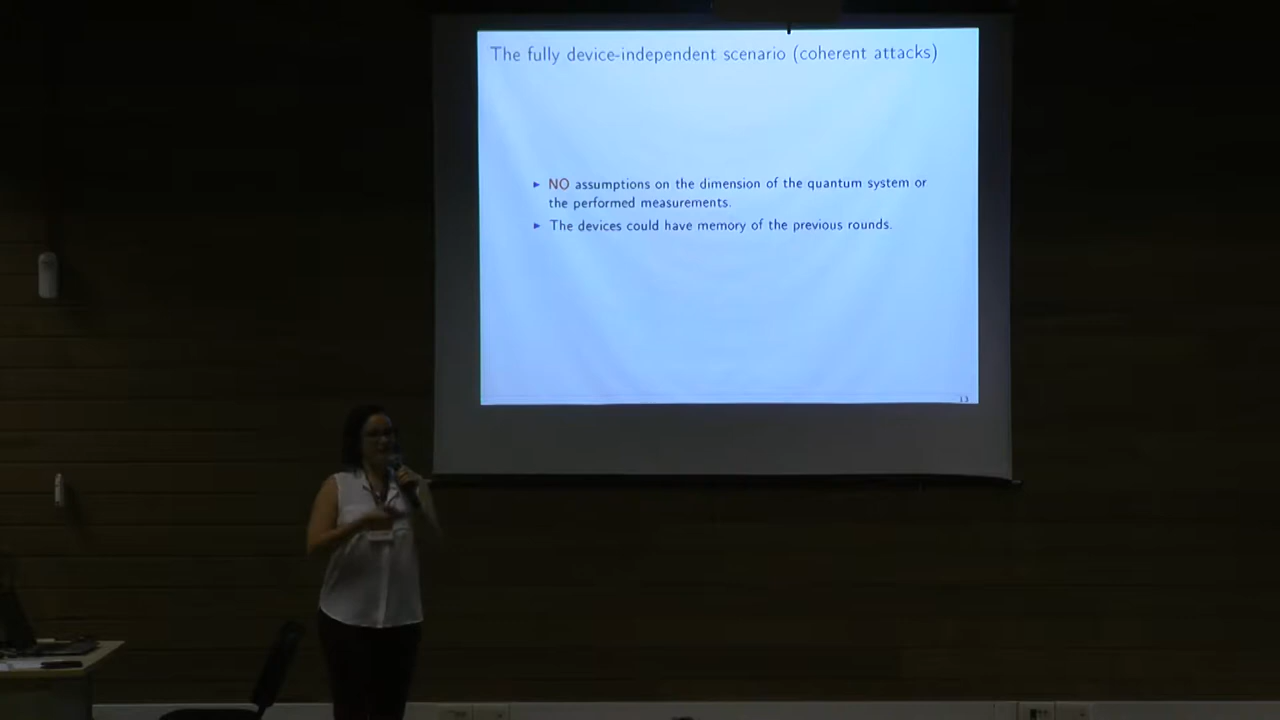 The fully device-independent scenario (coherent attacks)
► NO assumptions on the dimension of the quantum system or
the performed measurements.
► The devices could have memory of the previous rounds.
13